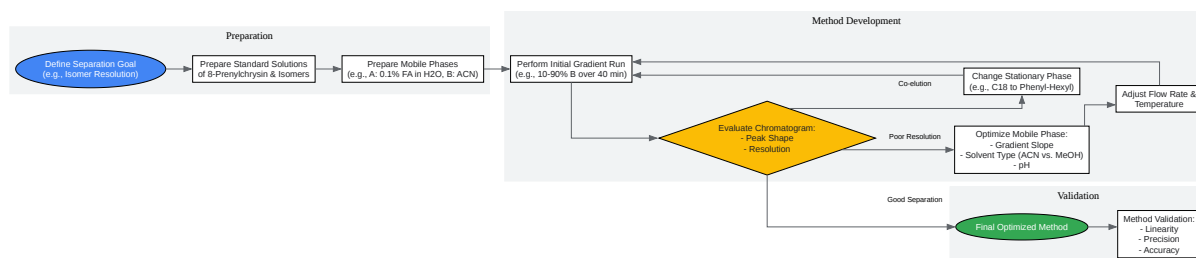 Preparation
Define Separation Goal
(e.g., Isomer Resolution)
Prepare Standard Solutions
of 8-Prenylchrysin & Isomers
Prepare Mobile Phases
(e.g., A: 0.1% FA in H2O, B: ACN)
Method Development
Perform Initial Gradient Run
(e.g., 10-90% B over 40 min)
Evaluate Chromatogram:
- Peak Shape
- Resolution
Co-elution
Change Stationary Phase
(e.g., C18 to Phenyl-Hexyl)
Poor Resolution
Optimize Mobile Phase:
- Gradient Slope
- Solvent Type (ACN vs. MeOH)
- pH
Adjust Flow Rate &
Temperature
Good Separation
Validation
Final Optimized Method
Method Validation:
- Linearity
- Precision
- Accuracy